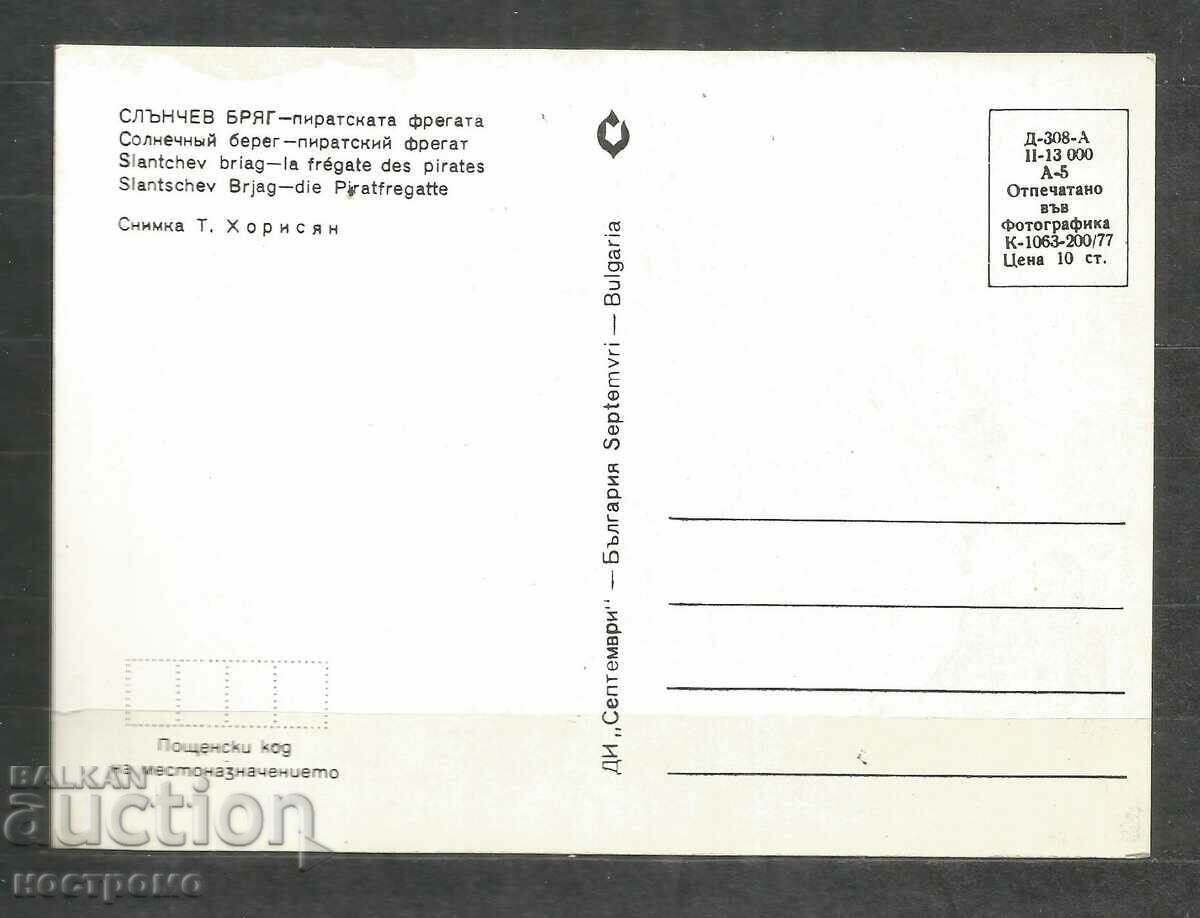 СЛЪНЧЕВ БРЯГ—пиратската фрегата
Солнечный берег—пиратский фрегат
Slantchev briag—la frégate des pirates
Slantschev Brjag—die Piratfregatte
Снимка Т. Хорисян
ДИ „Септември" — България Septemvri — Bulgaria
Д-308-А
II-13 000
А-5
Отпечатано
във
Фотографика
К-1063-200/77
Цена 10 ст.
Пощенски код
на местоназначението
BALKAN
auction
костромо